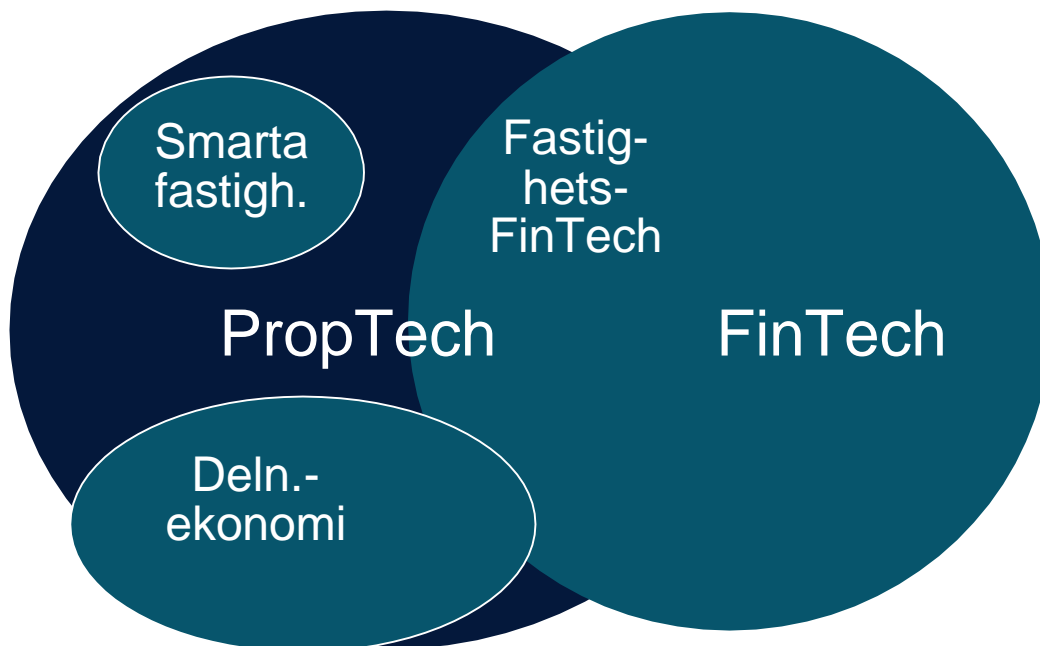 Smarta
fastigh.
Fastig-
hets-
FinTech
PropTech
FinTech
Deln.-
ekonomi